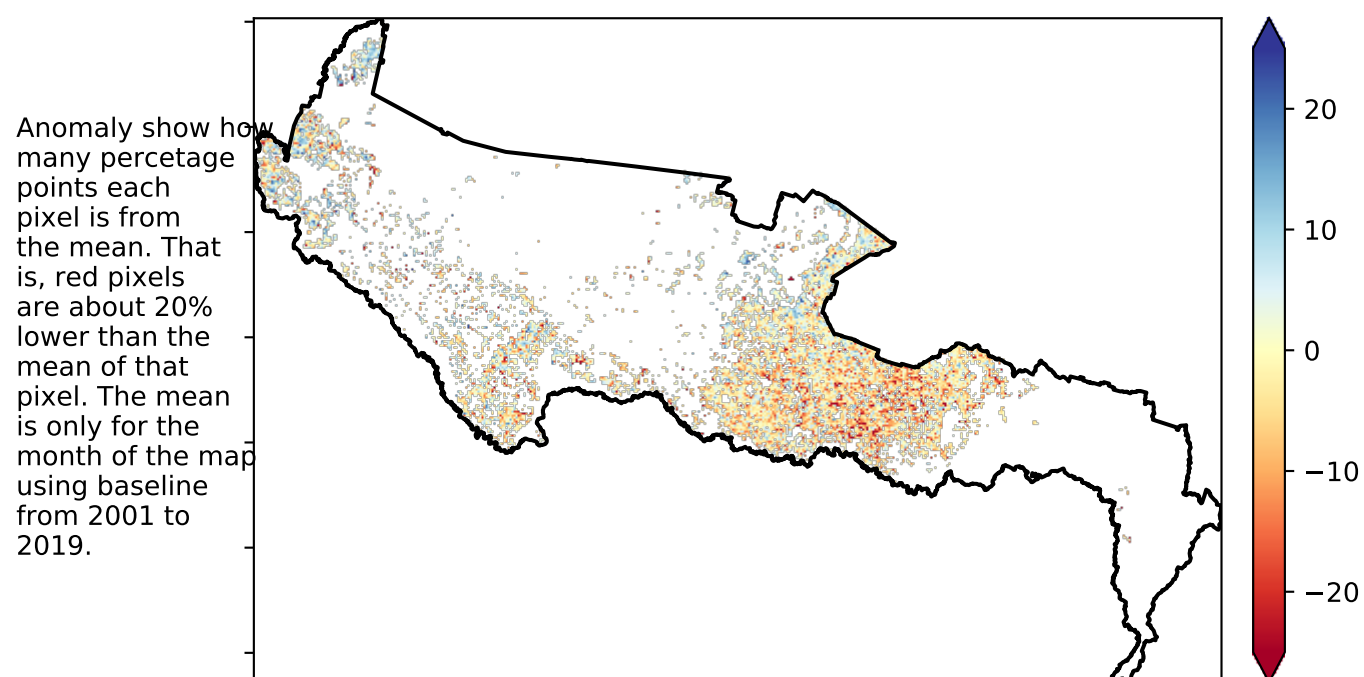 Anomaly show how
many percetage
points each
pixel is from
the mean. That
is, red pixels
are about 20%
lower than the
mean of that
pixel. The mean
is only for the
month of the map
using baseline
from 2001 to
2019.
20
10
0
−10
−20